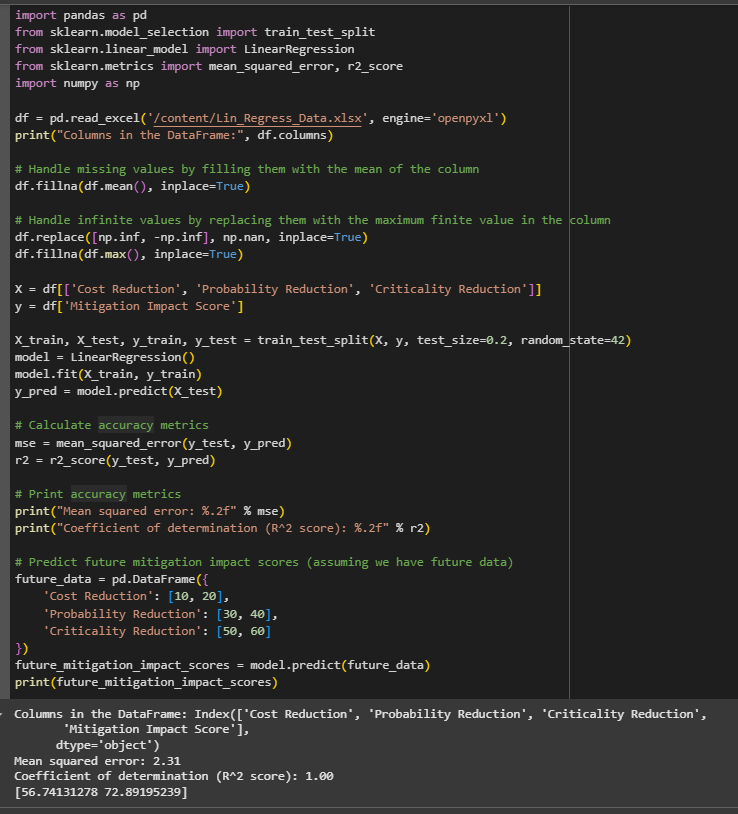 import pandas as pd
from sklearn.model_selection import train_test_split
from sklearn.linear_model import LinearRegression
from sklearn.metrics import mean_squared_error, r2_score
import numpy as np

df = pd.read_excel('/content/Lin_Regress_Data.xlsx', engine='openpyxl')
print("Columns in the DataFrame:", df.columns)

# Handle missing values by filling them with the mean of the column
df.fillna(df.mean(), inplace=True)

# Handle infinite values by replacing them with the maximum finite value in the column
df.replace([np.inf, -np.inf], np.nan, inplace=True)
df.fillna(df.max(), inplace=True)

X = df[['Cost Reduction', 'Probability Reduction', 'Criticality Reduction']]
y = df['Mitigation Impact Score']

X_train, X_test, y_train, y_test = train_test_split(X, y, test_size=0.2, random_state=42)
model = LinearRegression()
model.fit(X_train, y_train)
y_pred = model.predict(X_test)

# Calculate accuracy metrics
mse = mean_squared_error(y_test, y_pred)
r2 = r2_score(y_test, y_pred)

# Print accuracy metrics
print("Mean squared error: %.2f" % mse)
print("Coefficient of determination (R^2 score): %.2f" % r2)

# Predict future mitigation impact scores (assuming we have future data)
future_data = pd.DataFrame({
    'Cost Reduction': [10, 20],
    'Probability Reduction': [30, 40],
    'Criticality Reduction': [50, 60]
})
future_mitigation_impact_scores = model.predict(future_data)
print(future_mitigation_impact_scores)

Columns in the DataFrame: Index(['Cost Reduction', 'Probability Reduction', 'Criticality Reduction',
       'Mitigation Impact Score'],
      dtype='object')
Mean squared error: 2.31
Coefficient of determination (R^2 score): 1.00
[56.74131278 72.89195239]